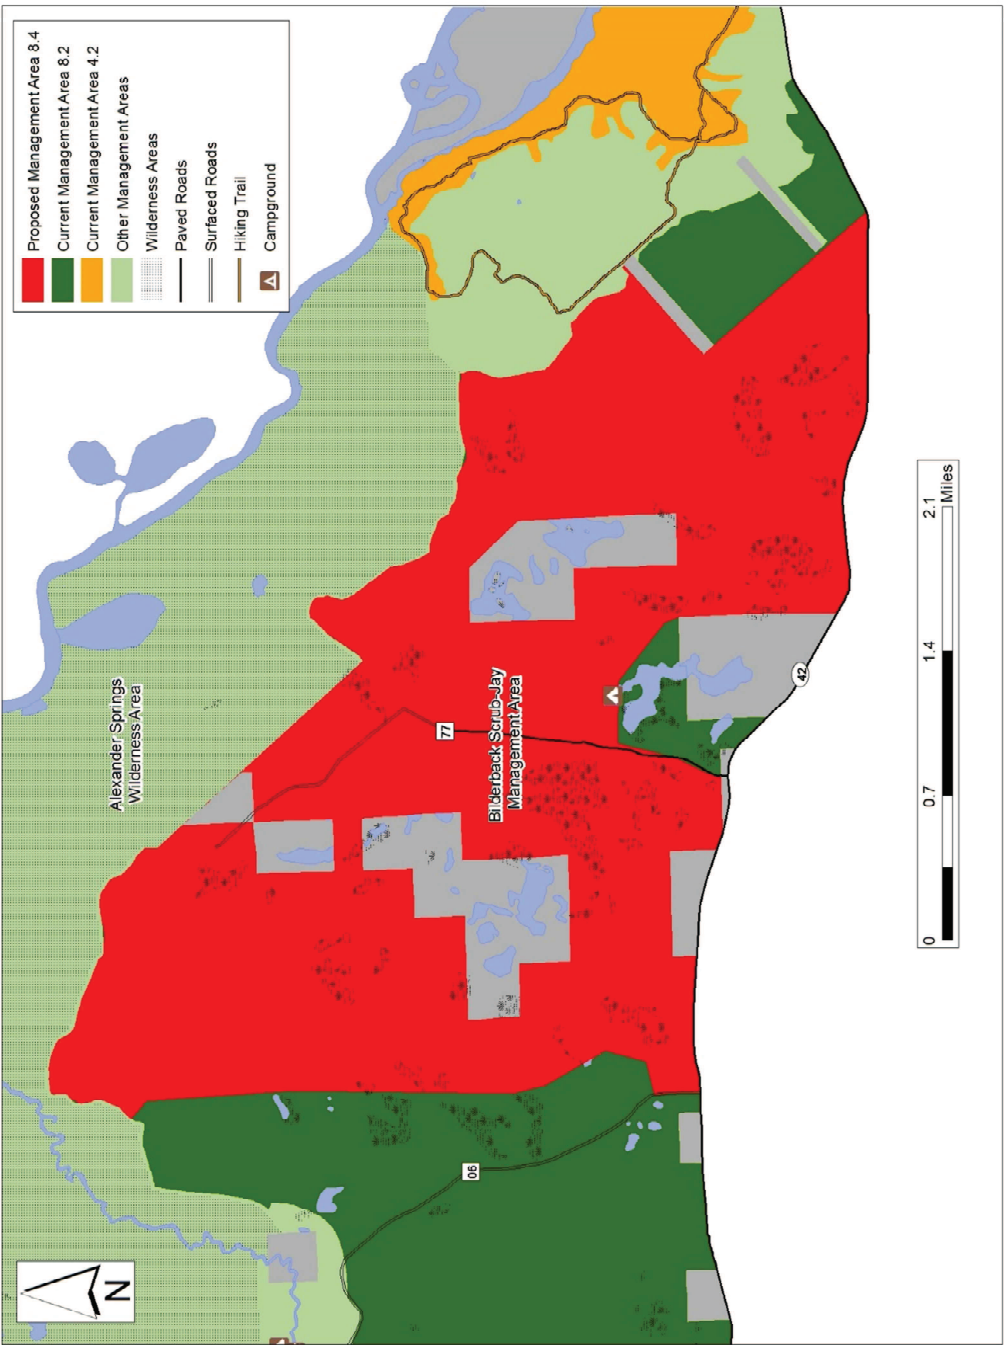 Proposed Management Area 8.4
Current Management Area 8.2
Current Management Area 4.2
Other Management Areas
Wilderness Areas
Paved Roads
Surfaced Roads
Hiking Trail
Campground
Alexander Springs
Wilderness Area
77
Bilderback Scrub-Jay
Management Area
06
42
N
0 0.7 1.4 2.1
Miles